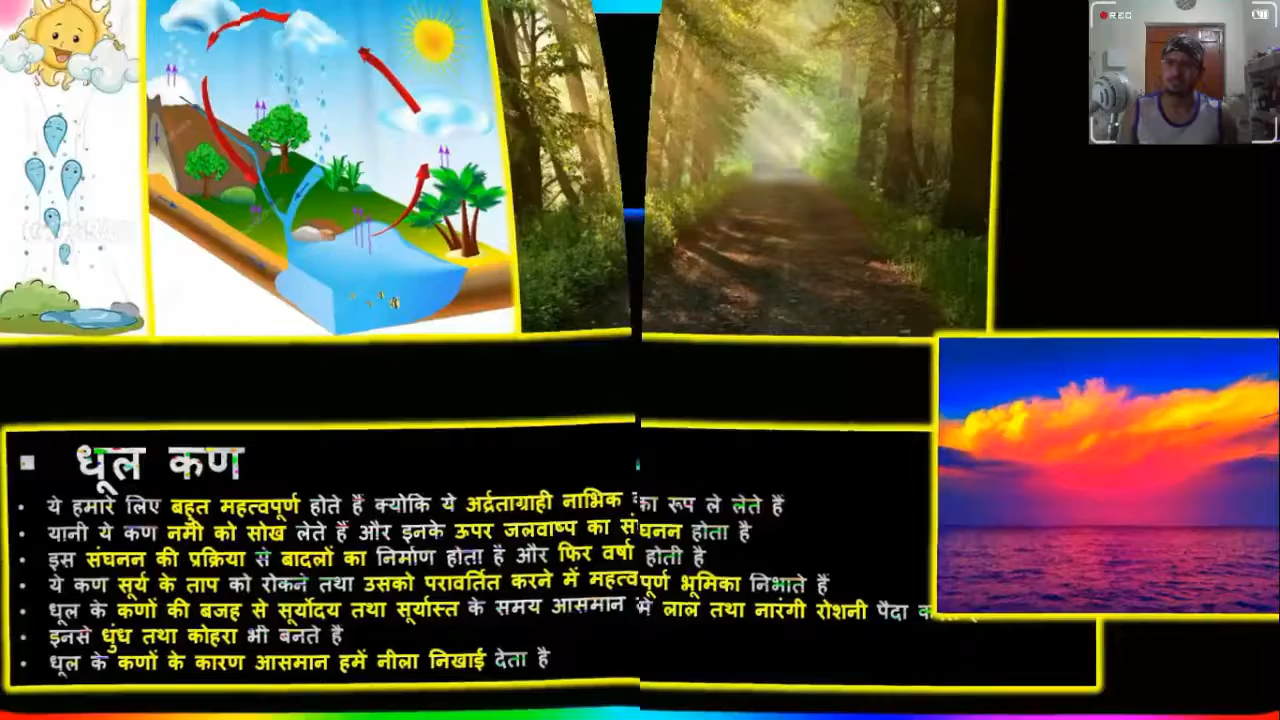 REC
धूल कण
ये हमारे लिए बहुत महत्वपूर्ण होते हैं क्योकि ये अर्द्रताग्राही नाभिक का रूप ले लेते हैं
यानी ये कण नमी को सोख लेते हैं और इनके ऊपर जलवाष्प का संघनन होता है
इस संघनन की प्रक्रिया से बादलों का निर्माण होता है और फिर वर्षा होती है
ये कण सूर्य के ताप को रोकने तथा उसको परावर्तित करने में महत्वपूर्ण भूमिका निभाते हैं
धूल के कणों की बजह से सूर्योदय तथा सूर्यास्त के समय आसमान में लाल तथा नारंगी रोशनी पैदा
इनसे धुंध तथा कोहरा भी बनते है
धूल के कणों के कारण आसमान हमें नीला निखाई देता है